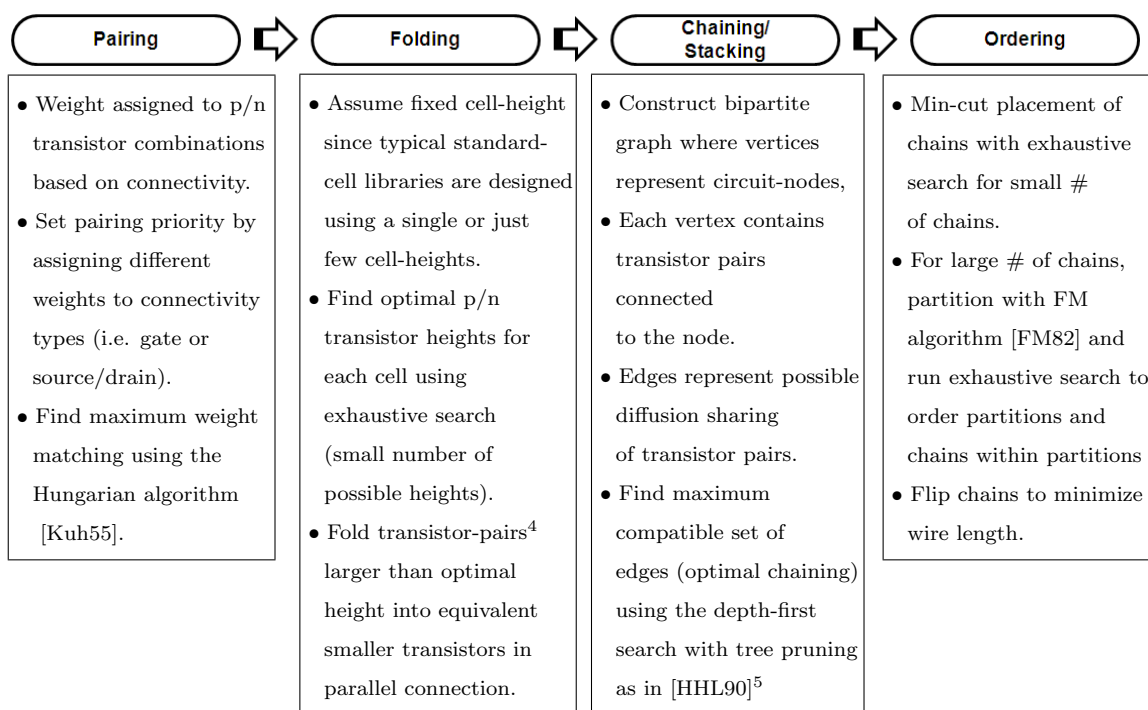 Pairing
Folding
Chaining/
Stacking
Ordering
• Weight assigned to p/n
transistor combinations
based on connectivity.
• Set pairing priority by
assigning different
weights to connectivity
types (i.e. gate or
source/drain).
• Find maximum weight
matching using the
Hungarian algorithm
[Kuh55].
• Assume fixed cell-height
since typical standard-
cell libraries are designed
using a single or just
few cell-heights.
• Find optimal p/n
transistor heights for
each cell using
exhaustive search
(small number of
possible heights).
• Fold transistor-pairs⁴
larger than optimal
height into equivalent
smaller transistors in
parallel connection.
• Construct bipartite
graph where vertices
represent circuit-nodes,
• Each vertex contains
transistor pairs
connected
to the node.
• Edges represent possible
diffusion sharing
of transistor pairs.
• Find maximum
compatible set of
edges (optimal chaining)
using the depth-first
search with tree pruning
as in [HHL90]⁵
• Min-cut placement of
chains with exhaustive
search for small #
of chains.
• For large # of chains,
partition with FM
algorithm [FM82] and
run exhaustive search to
order partitions and
chains within partitions
• Flip chains to minimize
wire length.